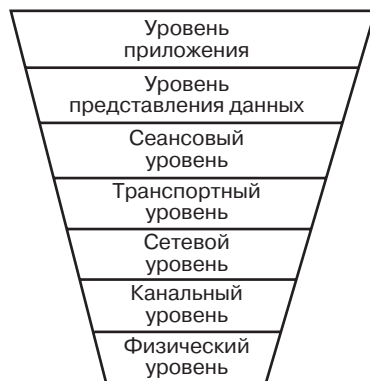 Уровень
приложения
Уровень
представления данных
Сеансовый
уровень
Транспортный
уровень
Сетевой
уровень
Канальный
уровень
Физический
уровень